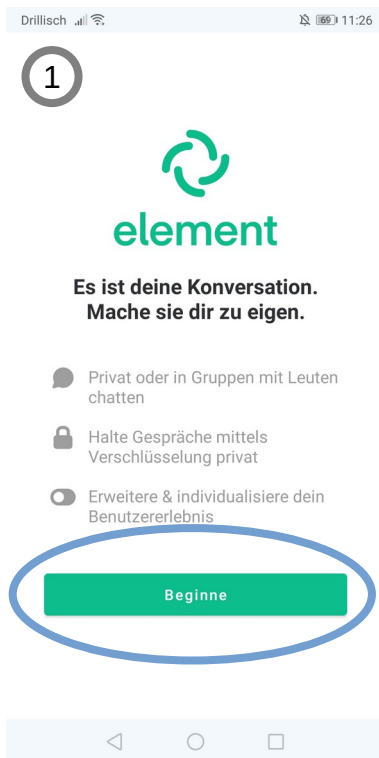 Drillisch 69 11:26
1
element
Es ist deine Konversation.
Mache sie dir zu eigen.
Privat oder in Gruppen mit Leuten
chatten
Halte Gespräche mittels
Verschlüsselung privat
Erweitere & individualisiere dein
Benutzererlebnis
Beginne